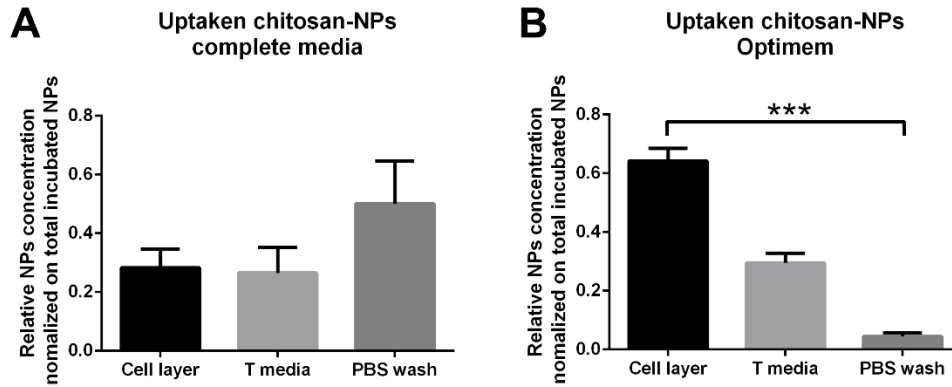 A
Uptaken chitosan-NPs
complete media
Relative NPs concentration
nomalized on total incubated NPs
0.8
0.6
0.4
0.2
0.0
Cell layer T media PBS wash
B
Uptaken chitosan-NPs
Optimem
Relative NPs concentration
nomalized on total incubated NPs
0.8
0.6
0.4
0.2
0.0
***
Cell layer T media PBS wash